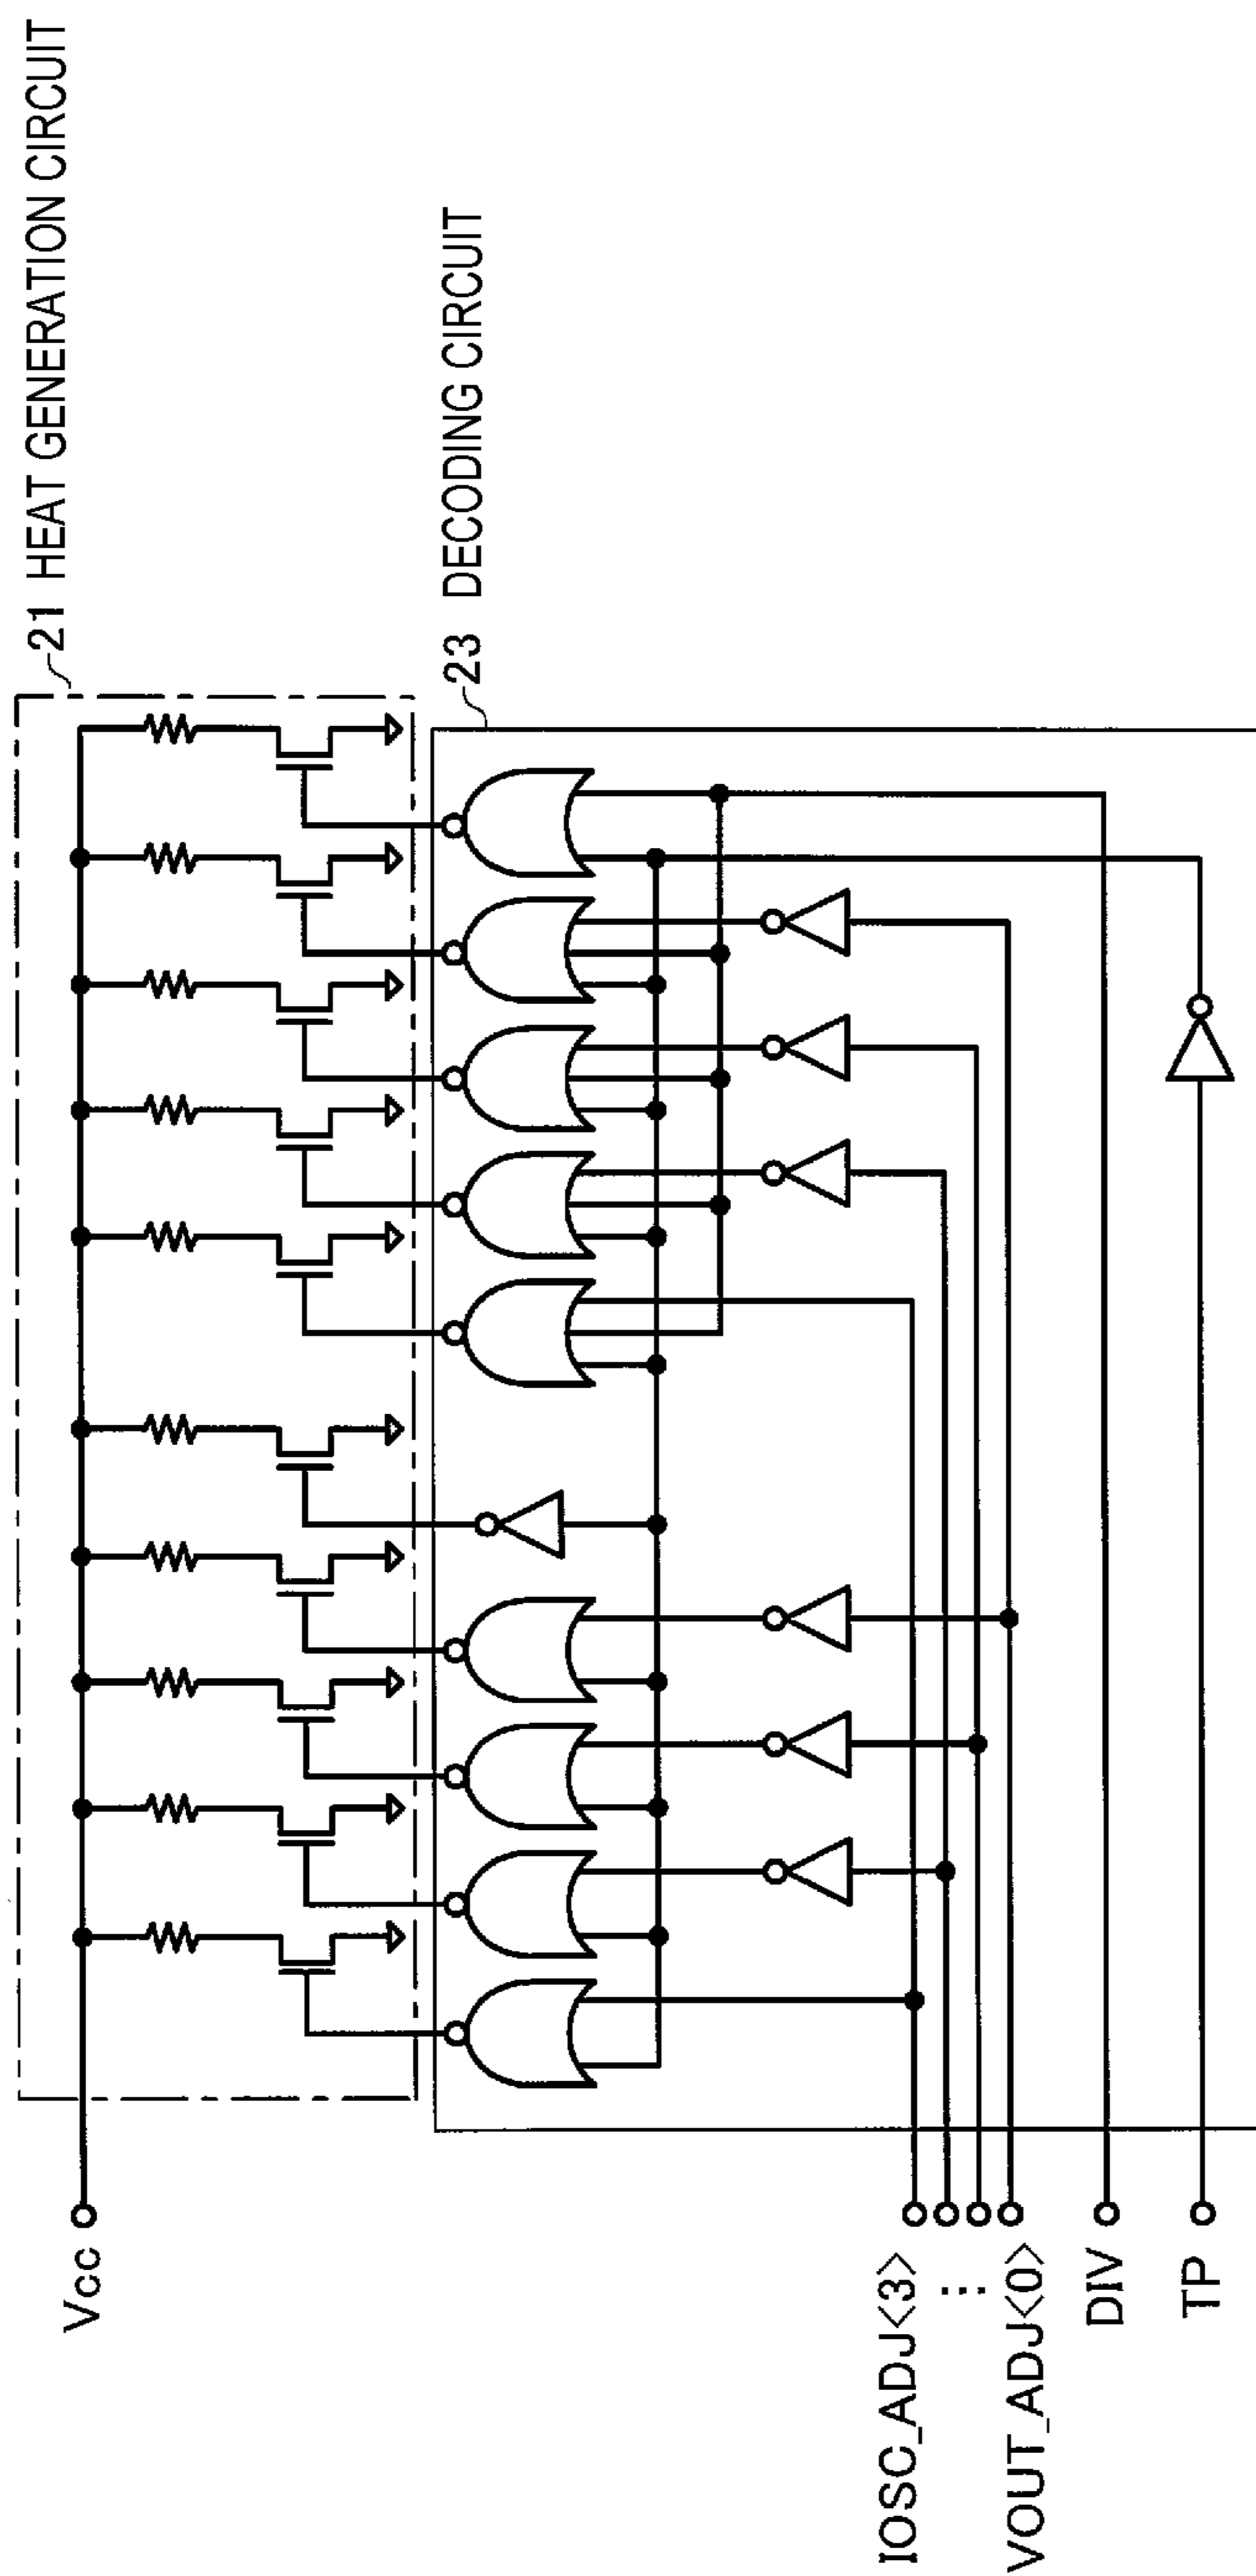 21 HEAT GENERATION CIRCUIT
23 DECODING CIRCUIT
Vcc
IOSC_ADJ<3>
⋮
VOUT_ADJ<0>
DIV
TP